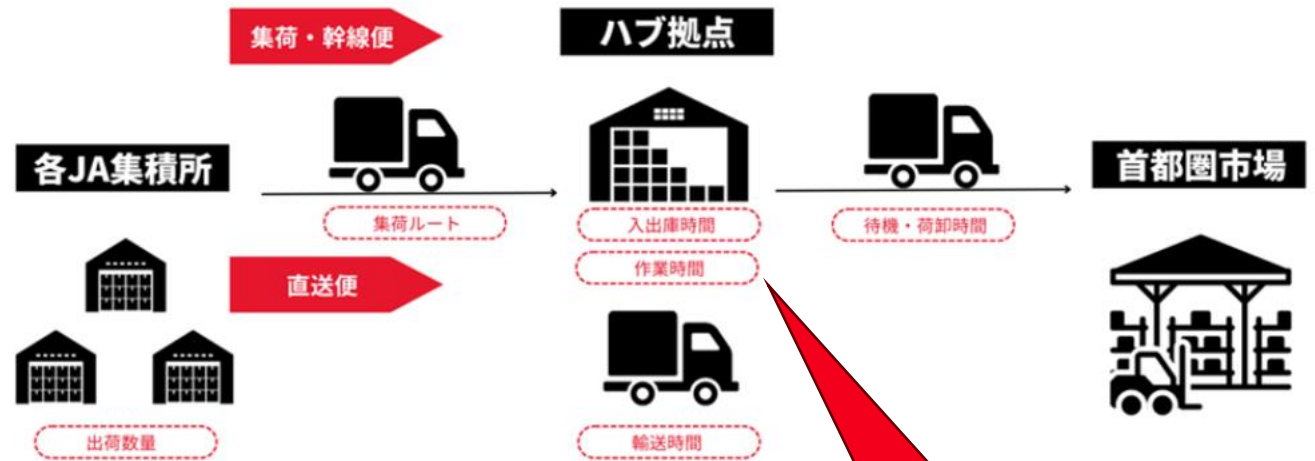 集荷・幹線便
ハブ拠点
各JA集積所
首都圏市場
集荷ルート
入出庫時間
待機・荷卸時間
作業時間
直送便
出荷数量
輸送時間